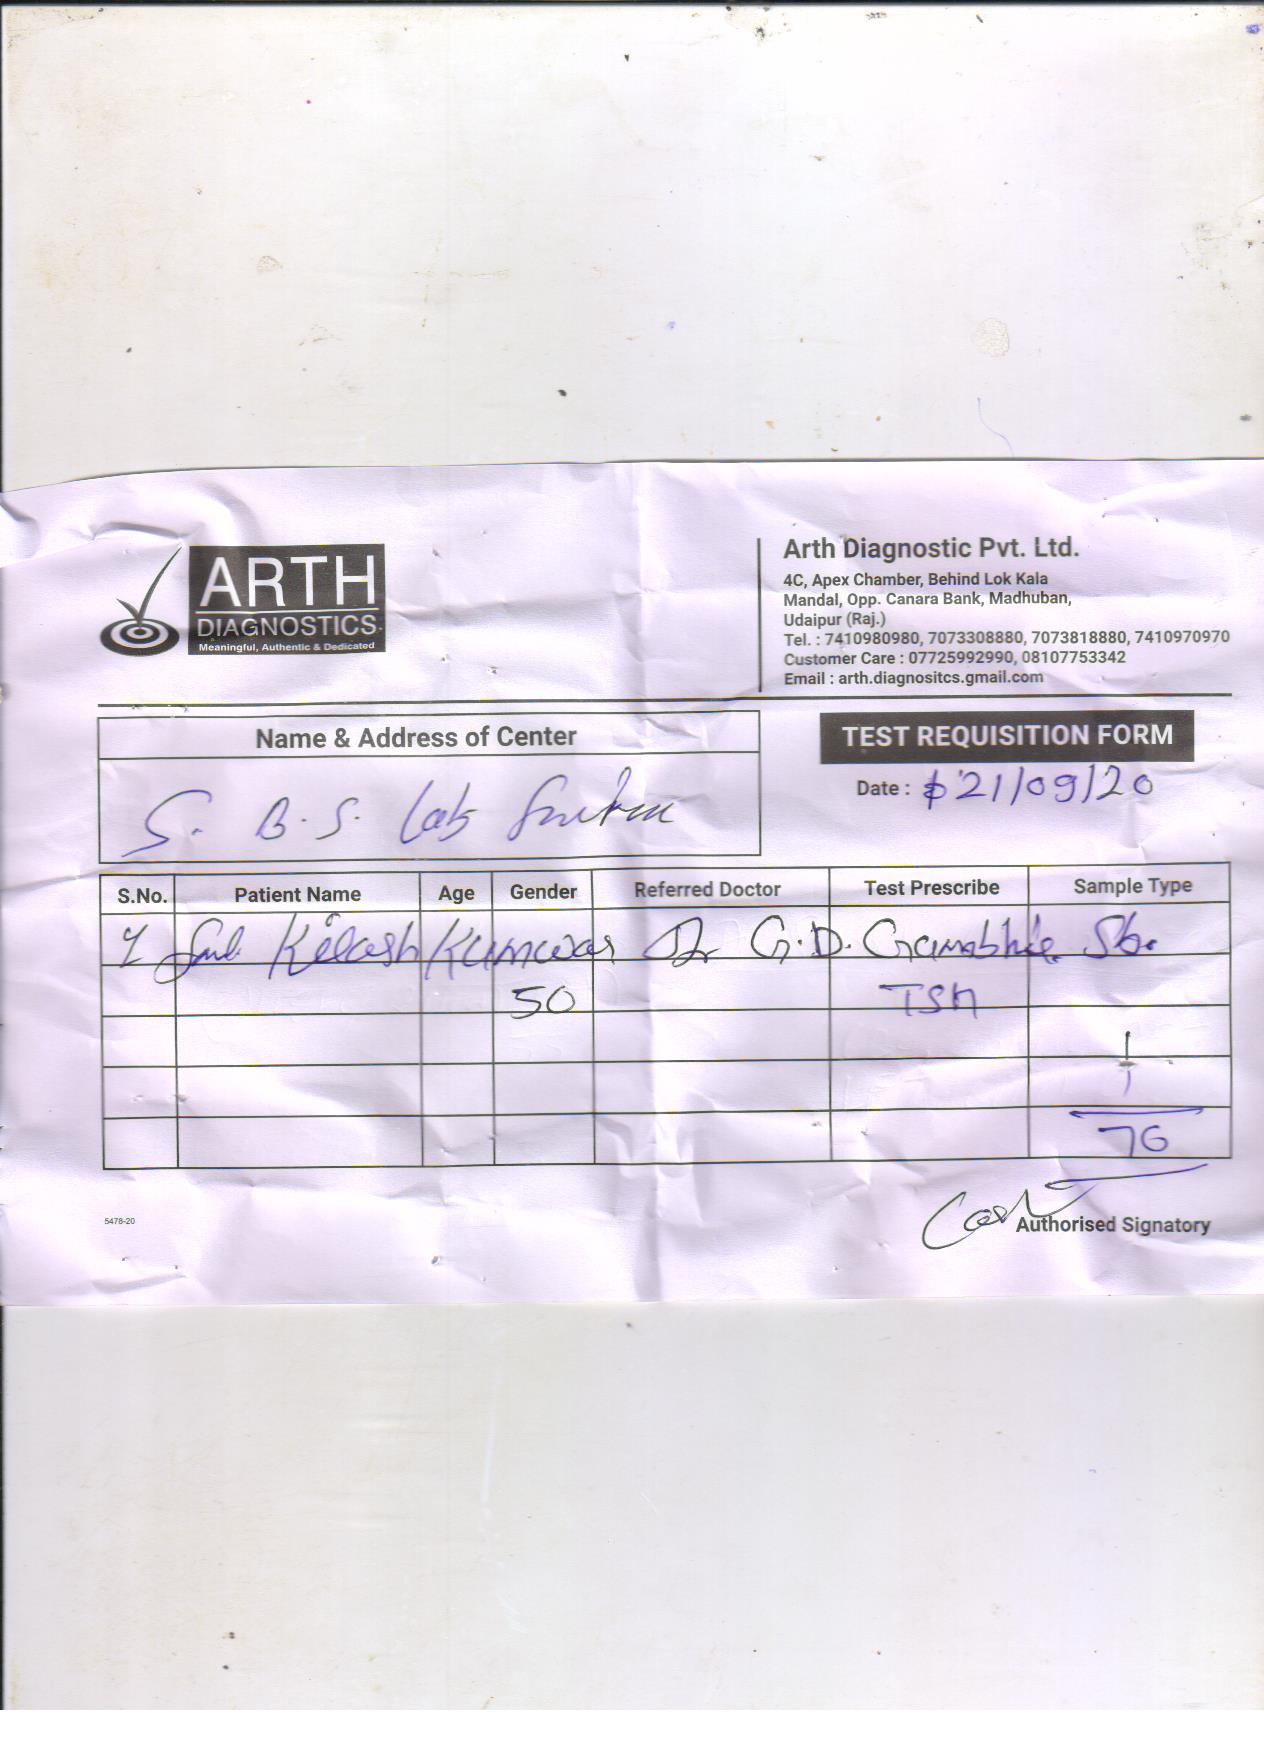 ARTH
DIAGNOSTICS
Meaningful, Authentic & Dedicated
Arth Diagnostic Pvt. Ltd.
4C, Apex Chamber, Behind Lok Kala
Mandal, Opp. Canara Bank, Madhuban,
Udaipur (Raj.)
Tel. : 7410980980, 7073308880, 7073818880, 7410970970
Customer Care : 07725992990, 08107753342
Email : arth.diagnositcs.gmail.com
Name & Address of Center
S. B. S. Lab
TEST REQUISITION FORM
Date : 21/09/20
S.No. Patient Name Age Gender Referred Doctor Test Prescribe Sample Type
Kilash Kunwar Dr G.D.
50 TSH
76
5478-20
Authorised Signatory